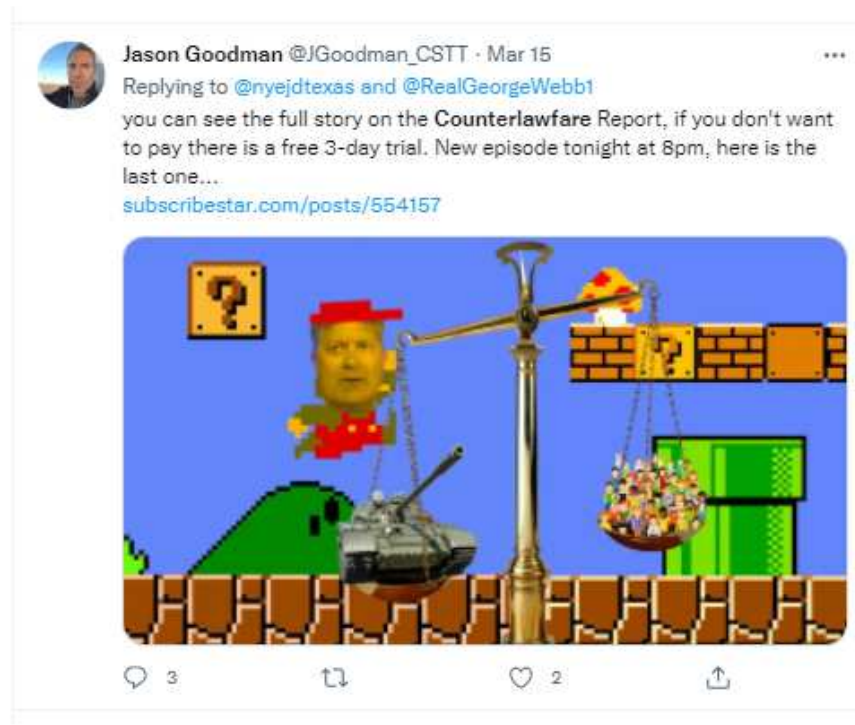 Jason Goodman @JGoodman_CSTT · Mar 15
Replying to @nyejdtexas and @RealGeorgeWebb1
you can see the full story on the Counterlawfare Report, if you don't want
to pay there is a free 3-day trial. New episode tonight at 8pm, here is the
last one...
subscribestar.com/posts/554157
?
?
3 2